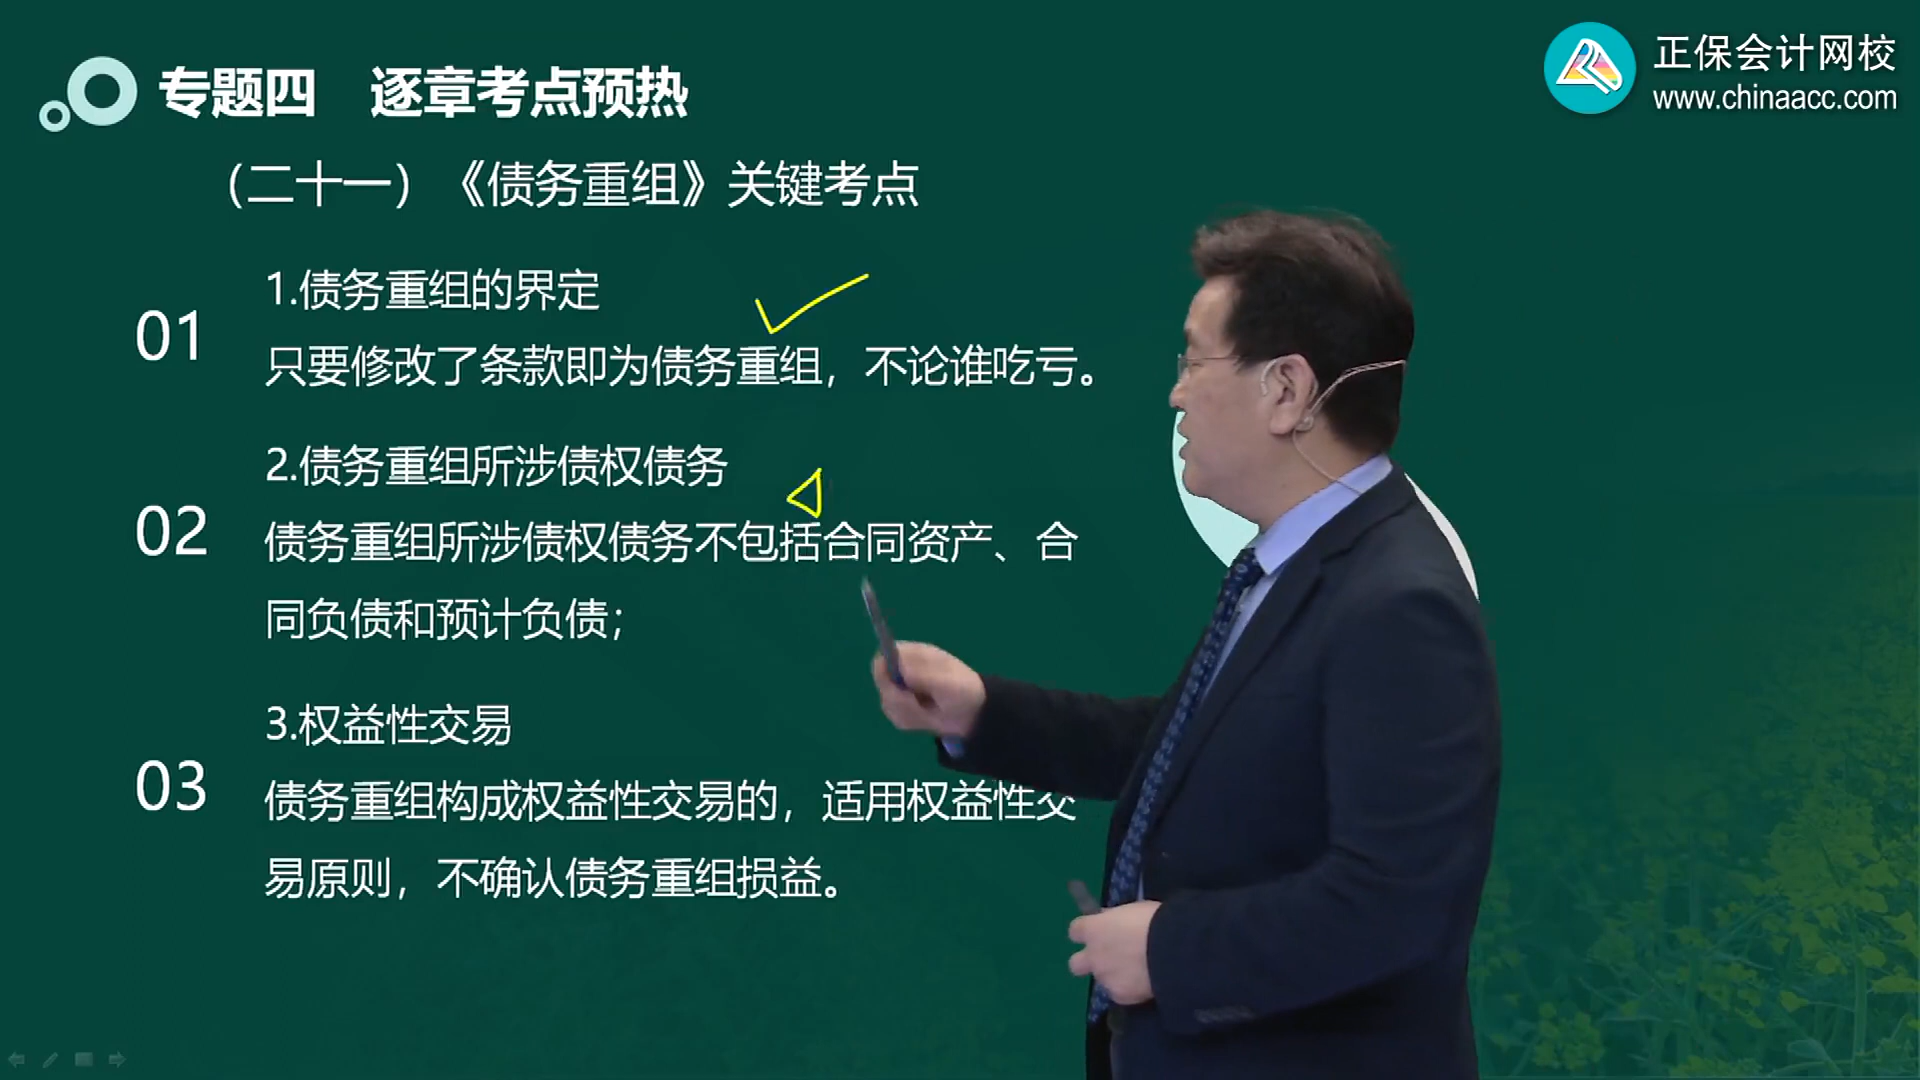 正保会计网校
www.chinaacc.com
专题四 逐章考点预热
（二十一）《债务重组》关键考点
01
1.债务重组的界定
只要修改了条款即为债务重组，不论谁吃亏。
02
2.债务重组所涉债权债务
债务重组所涉债权债务不包括合同资产、合
同负债和预计负债；
03
3.权益性交易
债务重组构成权益性交易的，适用权益性交
易原则，不确认债务重组损益。